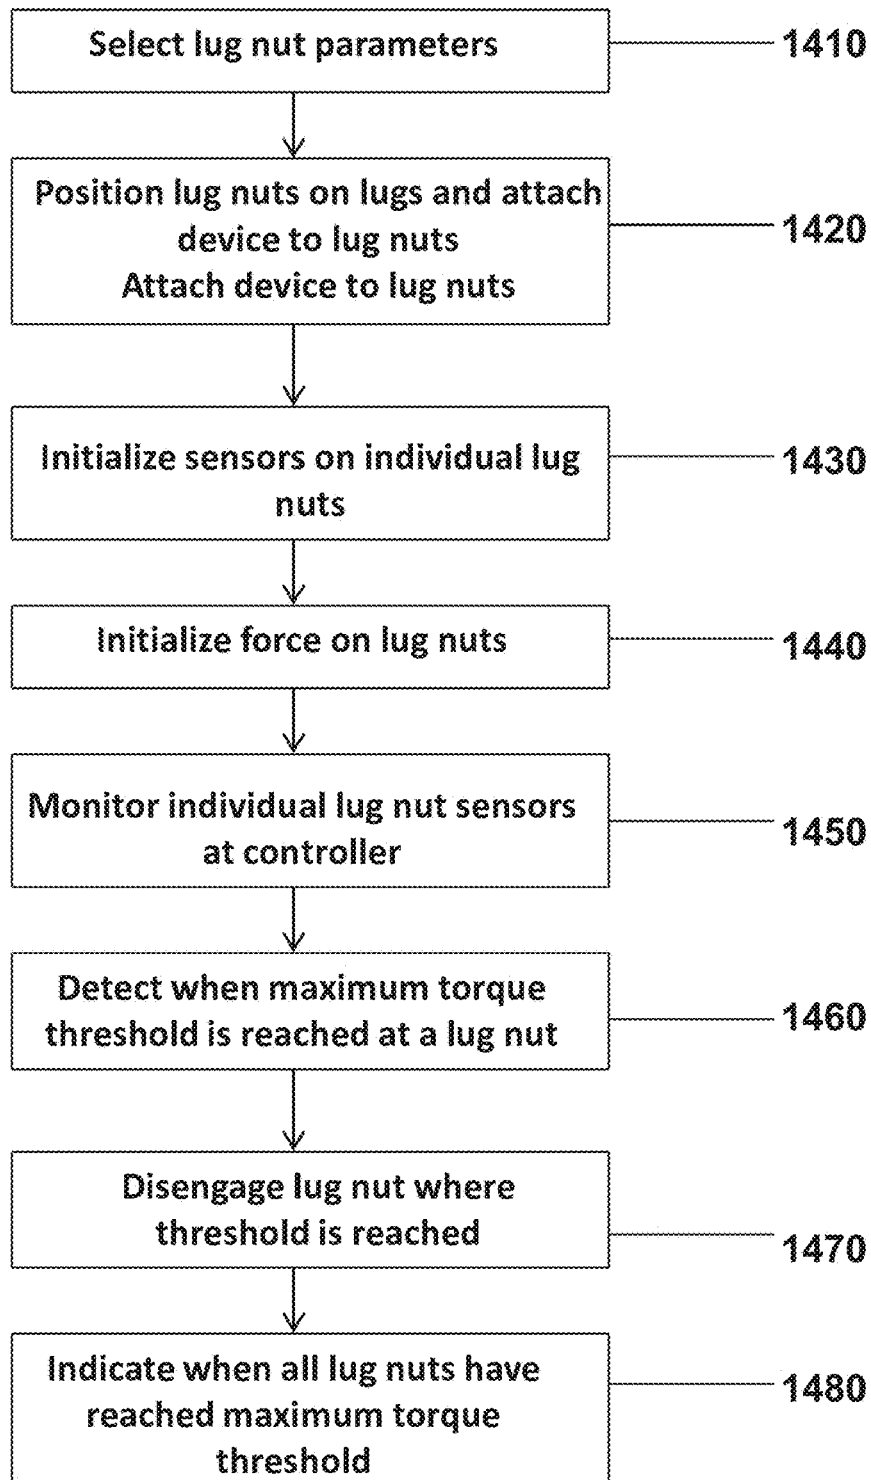 Select lug nut parameters
1410
Position lug nuts on lugs and attach
device to lug nuts
Attach device to lug nuts
1420
Initialize sensors on individual lug
nuts
1430
Initialize force on lug nuts
1440
Monitor individual lug nut sensors
at controller
1450
Detect when maximum torque
threshold is reached at a lug nut
1460
Disengage lug nut where
threshold is reached
1470
Indicate when all lug nuts have
reached maximum torque
threshold
1480